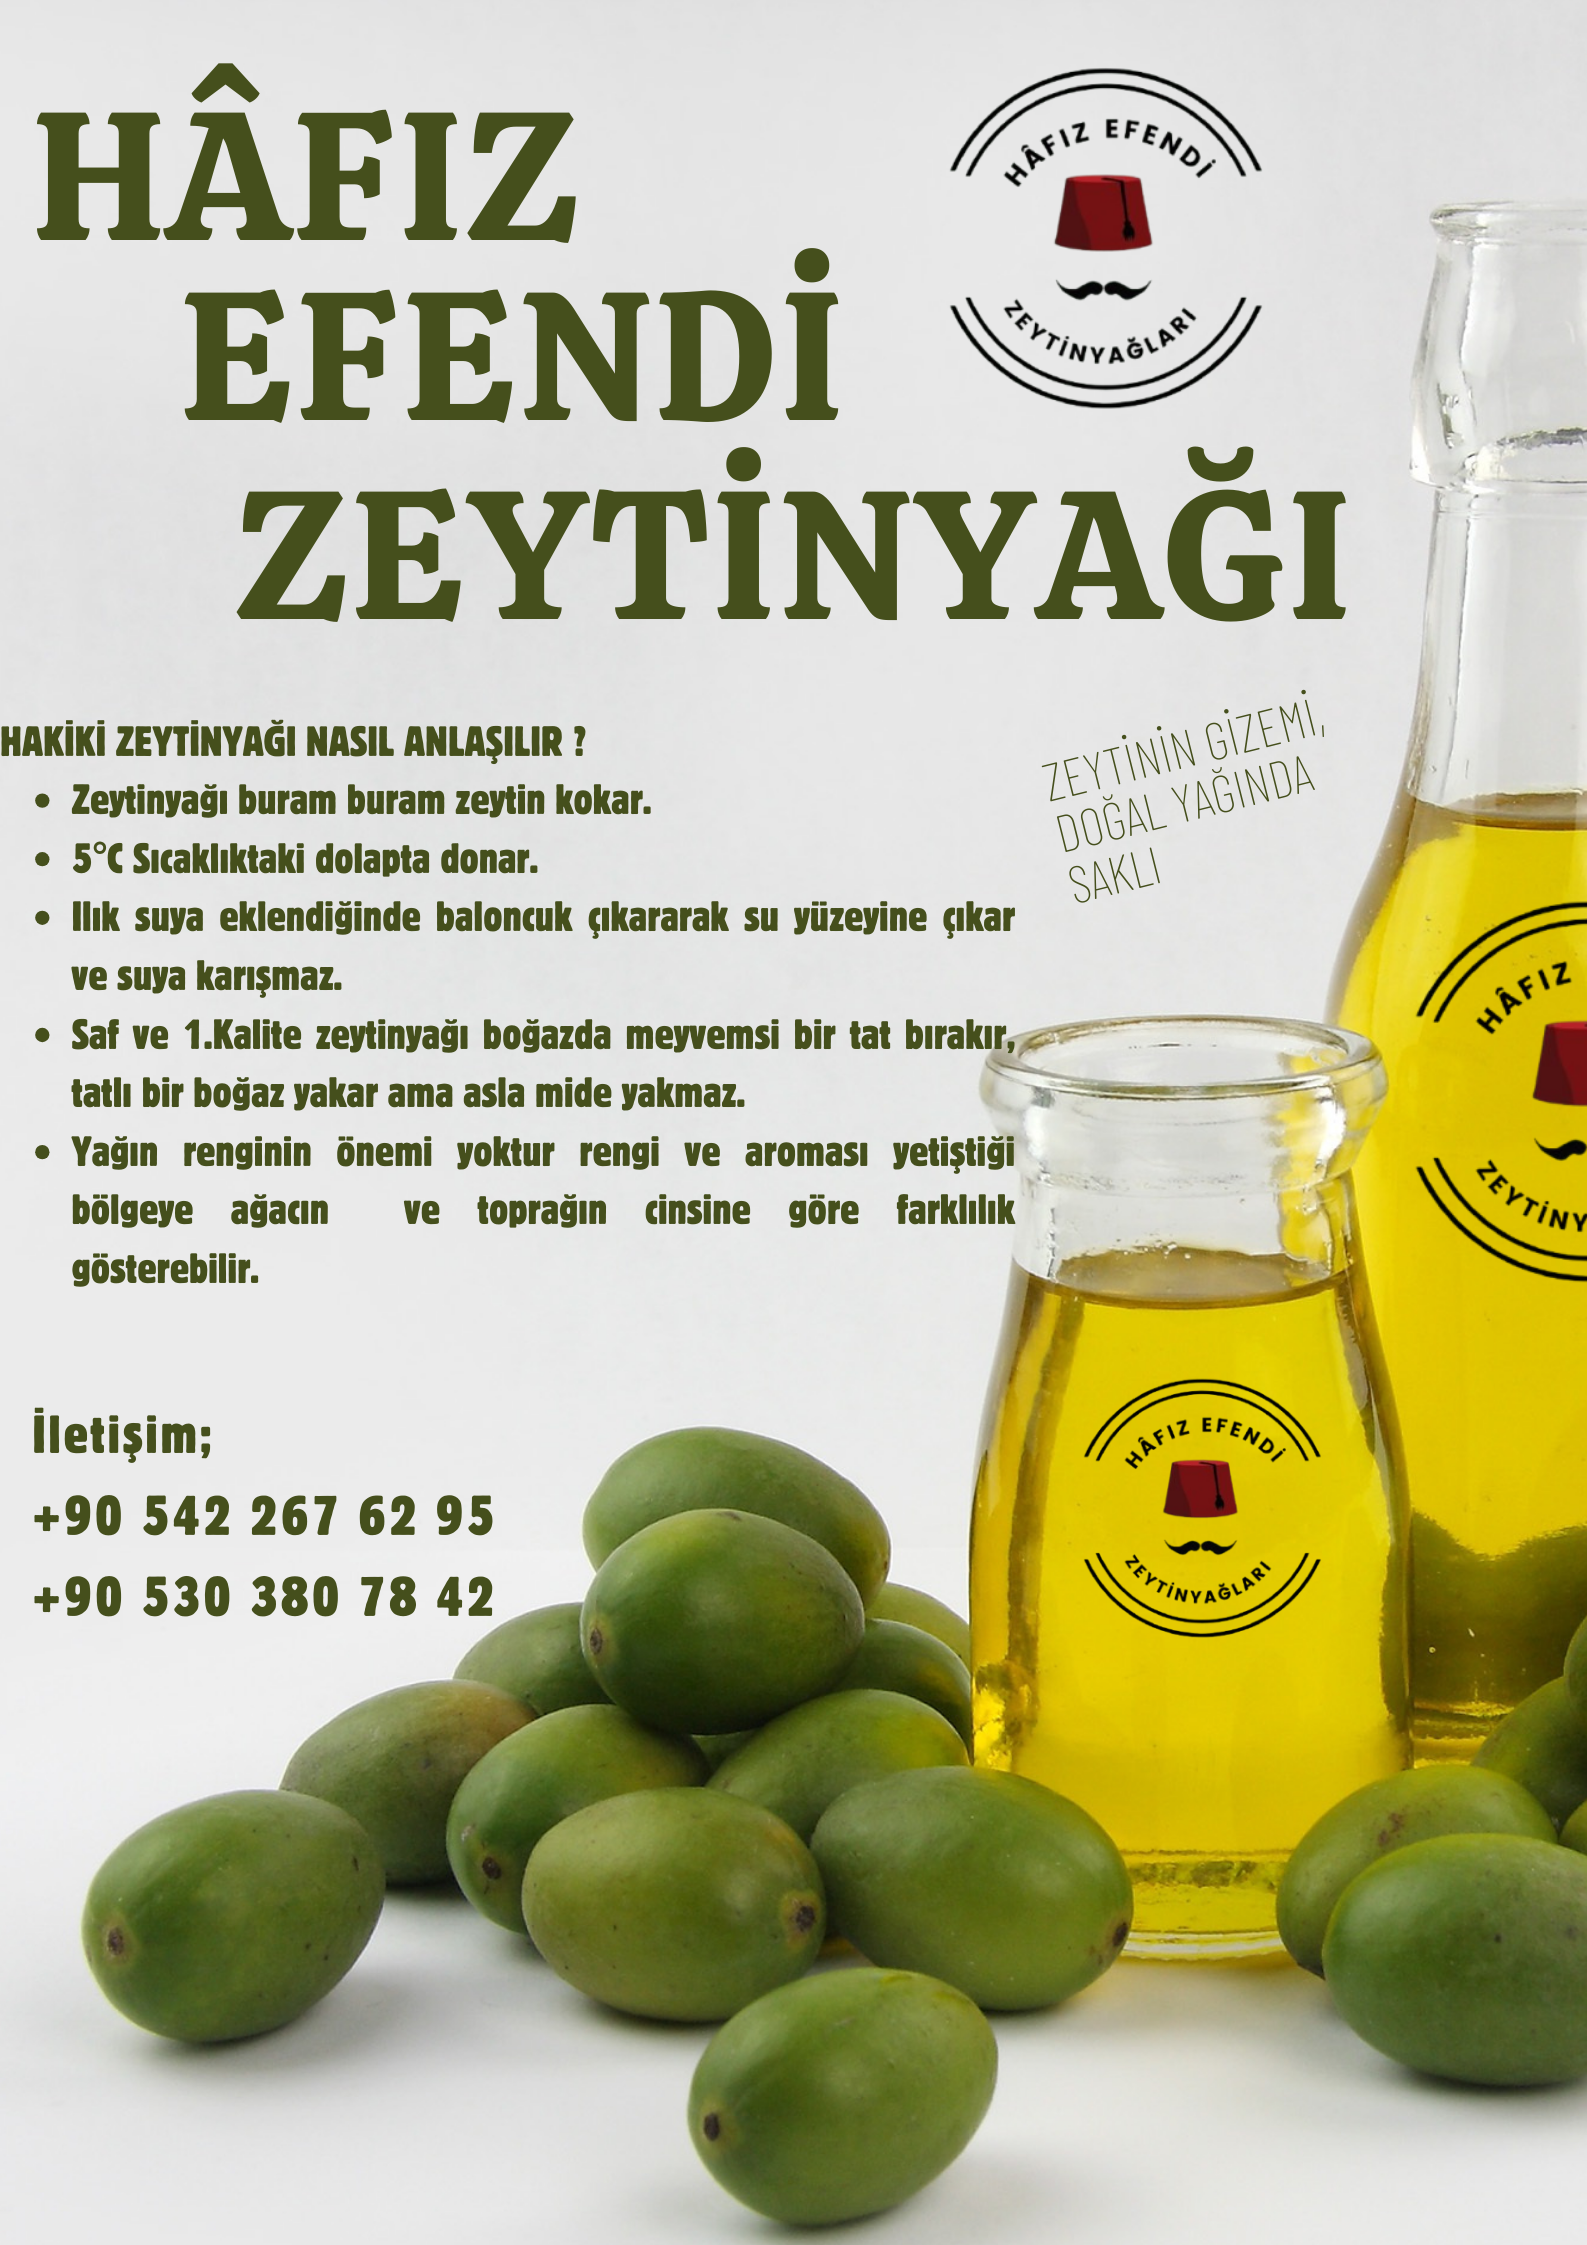 HÂFIZ
EFENDİ
ZEYTİNYAĞI
HÂFIZ EFENDİ
ZEYTİNYAĞLARI
HAKİKİ ZEYTİNYAĞI NASIL ANLAŞILIR ?
• Zeytinyağı buram buram zeytin kokar.
• 5°C Sıcaklıktaki dolapta donar.
• Ilık suya eklendiğinde baloncuk çıkararak su yüzeyine çıkar
ve suya karışmaz.
• Saf ve 1.Kalite zeytinyağı boğazda meyvemsi bir tat bırakır,
tatlı bir boğaz yakar ama asla mide yakmaz.
• Yağın renginin önemi yoktur rengi ve aroması yetiştiği
bölgeye ağacın ve toprağın cinsine göre farklılık
gösterebilir.
ZEYTİNİN GİZEMİ,
DOĞAL YAĞINDA
SAKLI
HÂFIZ
ZEYTİNY
İletişim;
+90 542 267 62 95
+90 530 380 78 42
HÂFIZ EFENDİ
ZEYTİNYAĞLARI